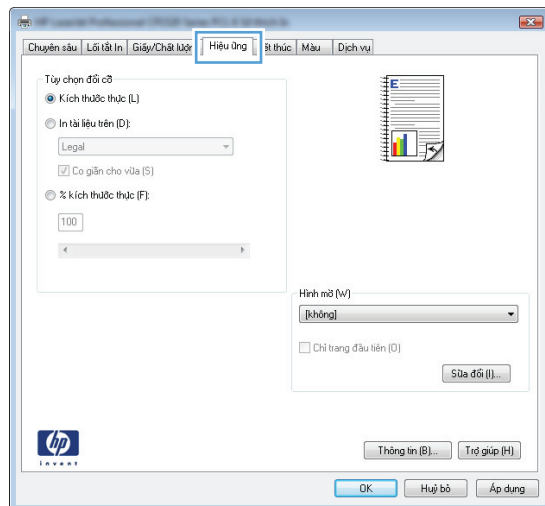 Chuyên sâu Lối tắt In Giấy/Chất lượn Hiệu ứng ết thúc Màu Dịch vụ
Tùy chọn đổi cỡ
Kích thước thực (L)
In tài liệu trên (D):
Legal
Co giãn cho vừa (S)
% kích thước thực (F):
100
Hình mờ (W)
[không]
Chỉ trang đầu tiên (O)
Sửa đổi (I)...
E
hp
invent
Thông tin (B)... Trợ giúp (H)
OK Huỷ bỏ Áp dụng